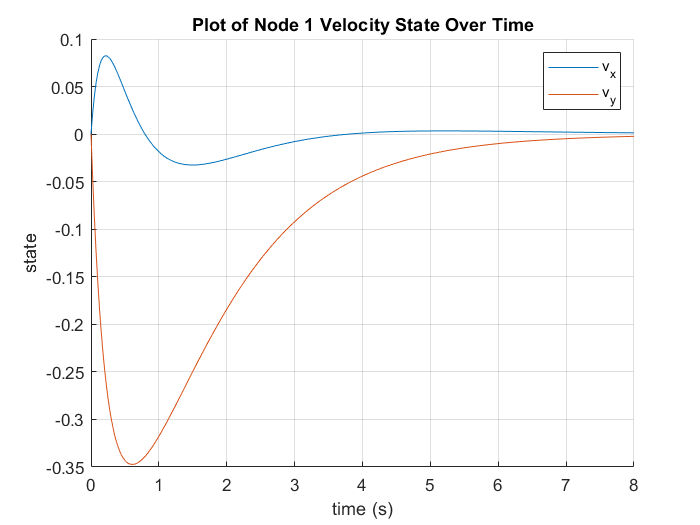 Plot of Node 1 Velocity State Over Time
0.1
0.05
0
-0.05
-0.1
-0.15
-0.2
-0.25
-0.3
-0.35
state
v_x
v_y
0 1 2 3 4 5 6 7 8
time (s)